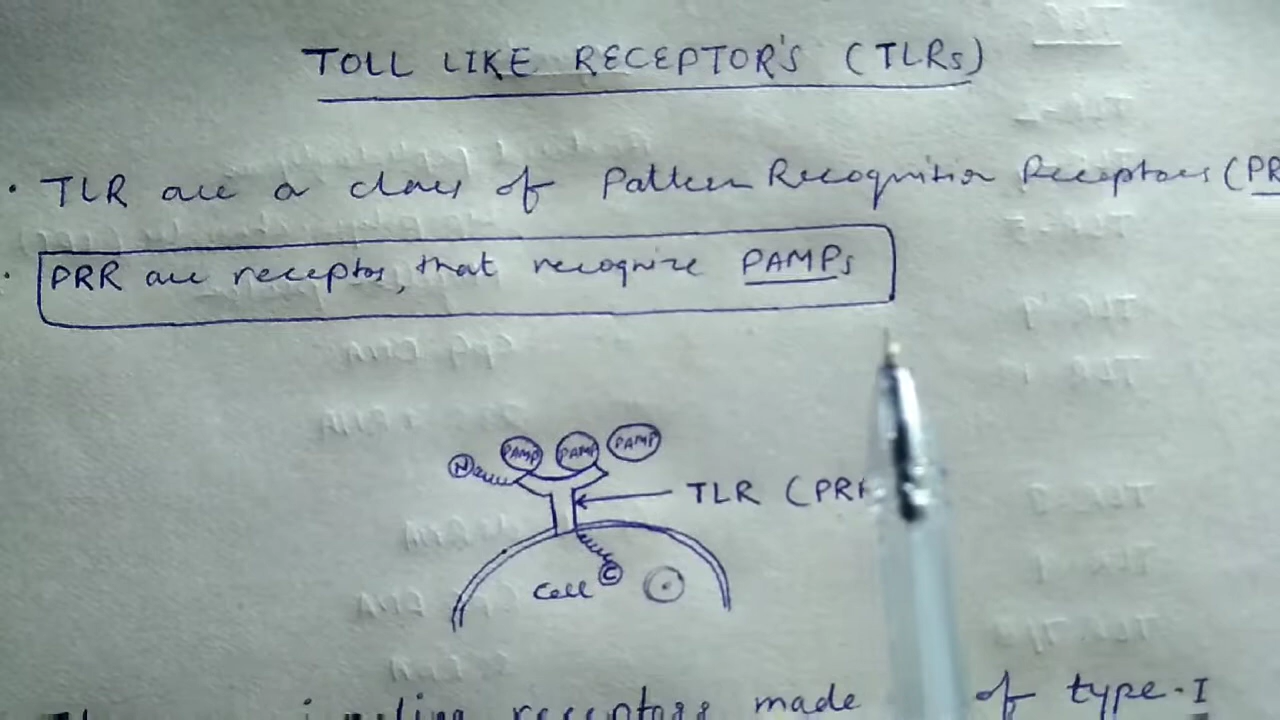 TOLL LIKE RECEPTOR'S (TLRs)
• TLR are a class of Pattern Recognition Receptors (PR
• PRR are receptos, that recognize PAMPs
PAMP PAMP PAMP
N
TLR (PR
Cell C
receptors made of type-I